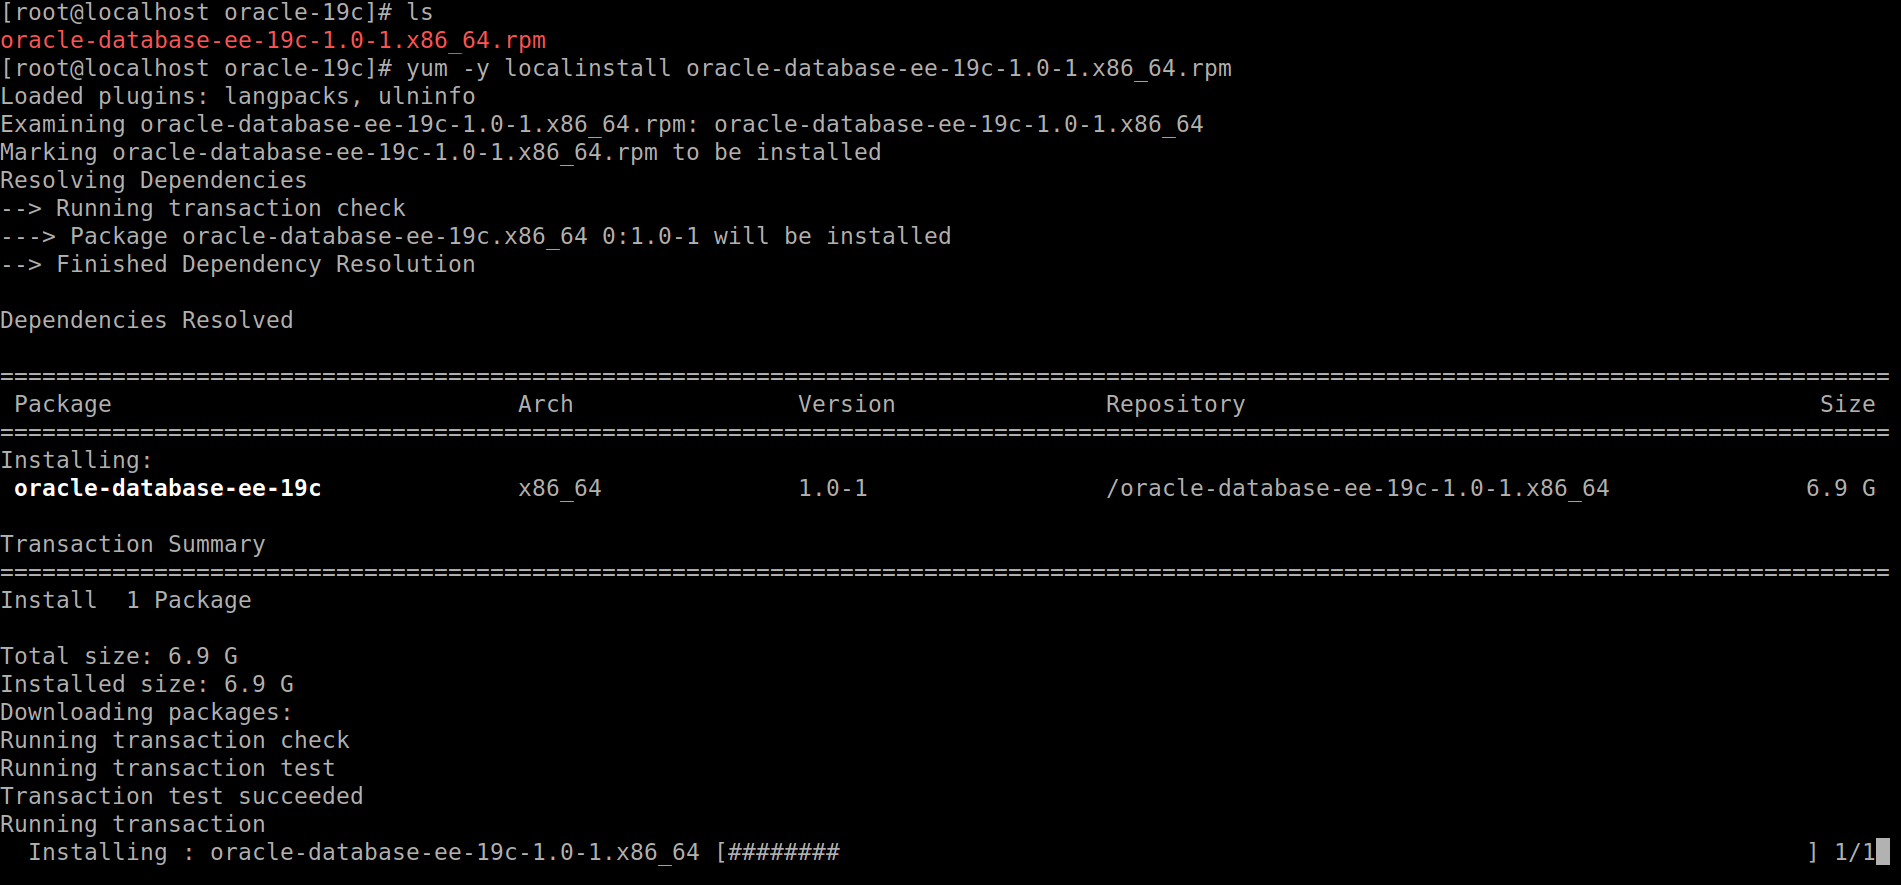 [root@localhost oracle-19c]# ls
oracle-database-ee-19c-1.0-1.x86_64.rpm
[root@localhost oracle-19c]# yum -y localinstall oracle-database-ee-19c-1.0-1.x86_64.rpm
Loaded plugins: langpacks, ulninfo
Examining oracle-database-ee-19c-1.0-1.x86_64.rpm: oracle-database-ee-19c-1.0-1.x86_64
Marking oracle-database-ee-19c-1.0-1.x86_64.rpm to be installed
Resolving Dependencies
--> Running transaction check
---> Package oracle-database-ee-19c.x86_64 0:1.0-1 will be installed
--> Finished Dependency Resolution

Dependencies Resolved

=======================================================================================================================================
 Package                             Arch                Version               Repository                                         Size
=======================================================================================================================================
Installing:
 oracle-database-ee-19c              x86_64              1.0-1                 /oracle-database-ee-19c-1.0-1.x86_64              6.9 G

Transaction Summary
=======================================================================================================================================
Install  1 Package

Total size: 6.9 G
Installed size: 6.9 G
Downloading packages:
Running transaction check
Running transaction test
Transaction test succeeded
Running transaction
  Installing : oracle-database-ee-19c-1.0-1.x86_64 [########                                                                     ] 1/1